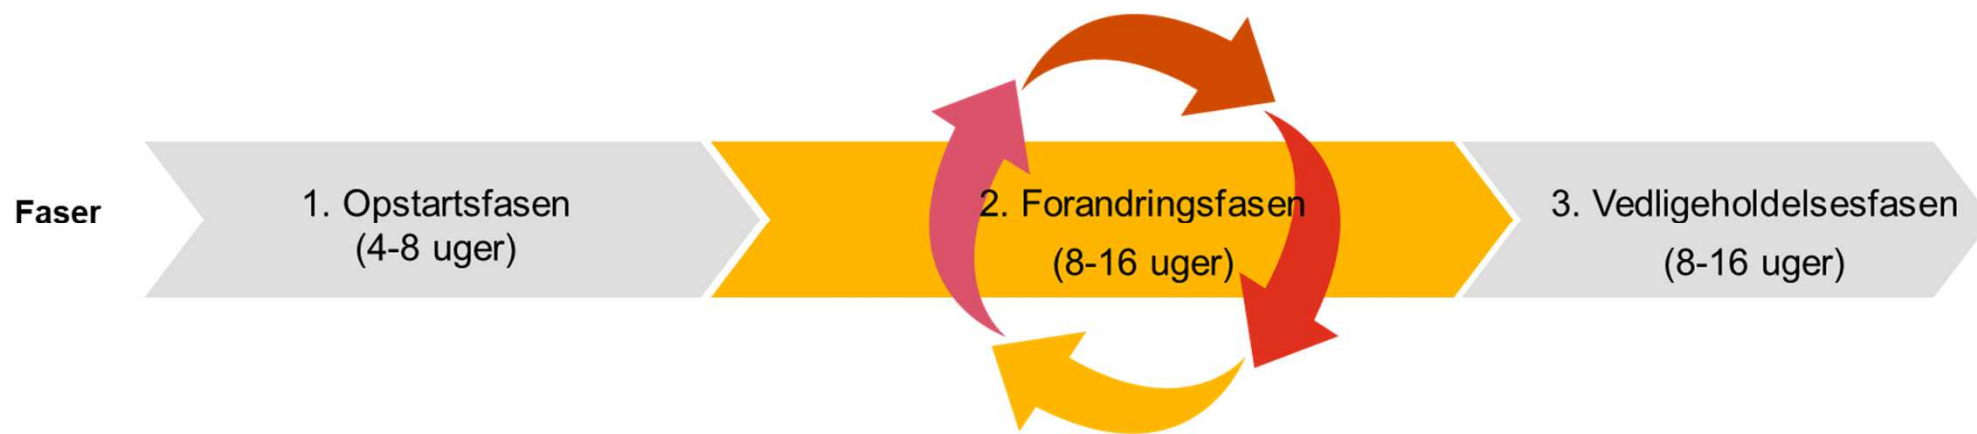 Faser
1. Opstartsfasen
(4-8 uger)
2. Forandringsfasen
(8-16 uger)
3. Vedligeholdelsesfasen
(8-16 uger)